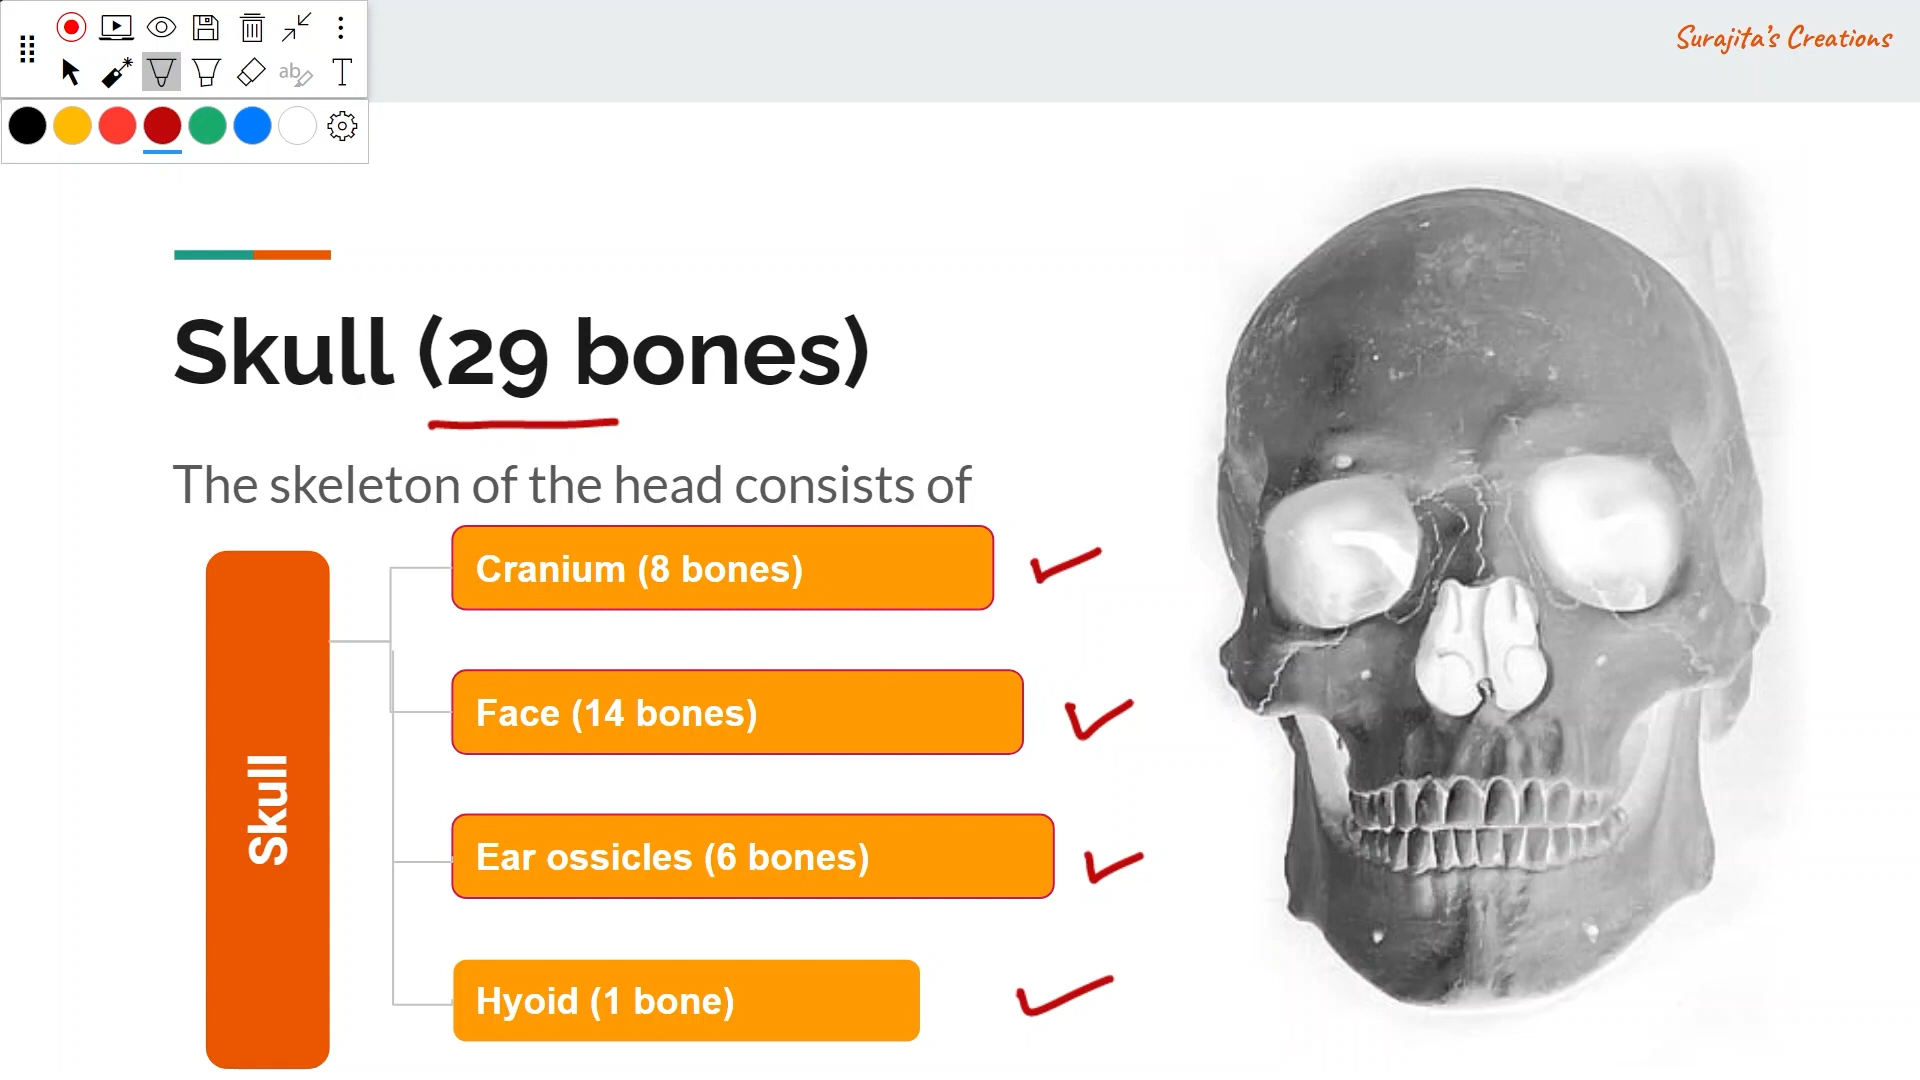 Surajita's Creations
ab
T
Skull (29 bones)
The skeleton of the head consists of
Skull
Cranium (8 bones)
Face (14 bones)
Ear ossicles (6 bones)
Hyoid (1 bone)